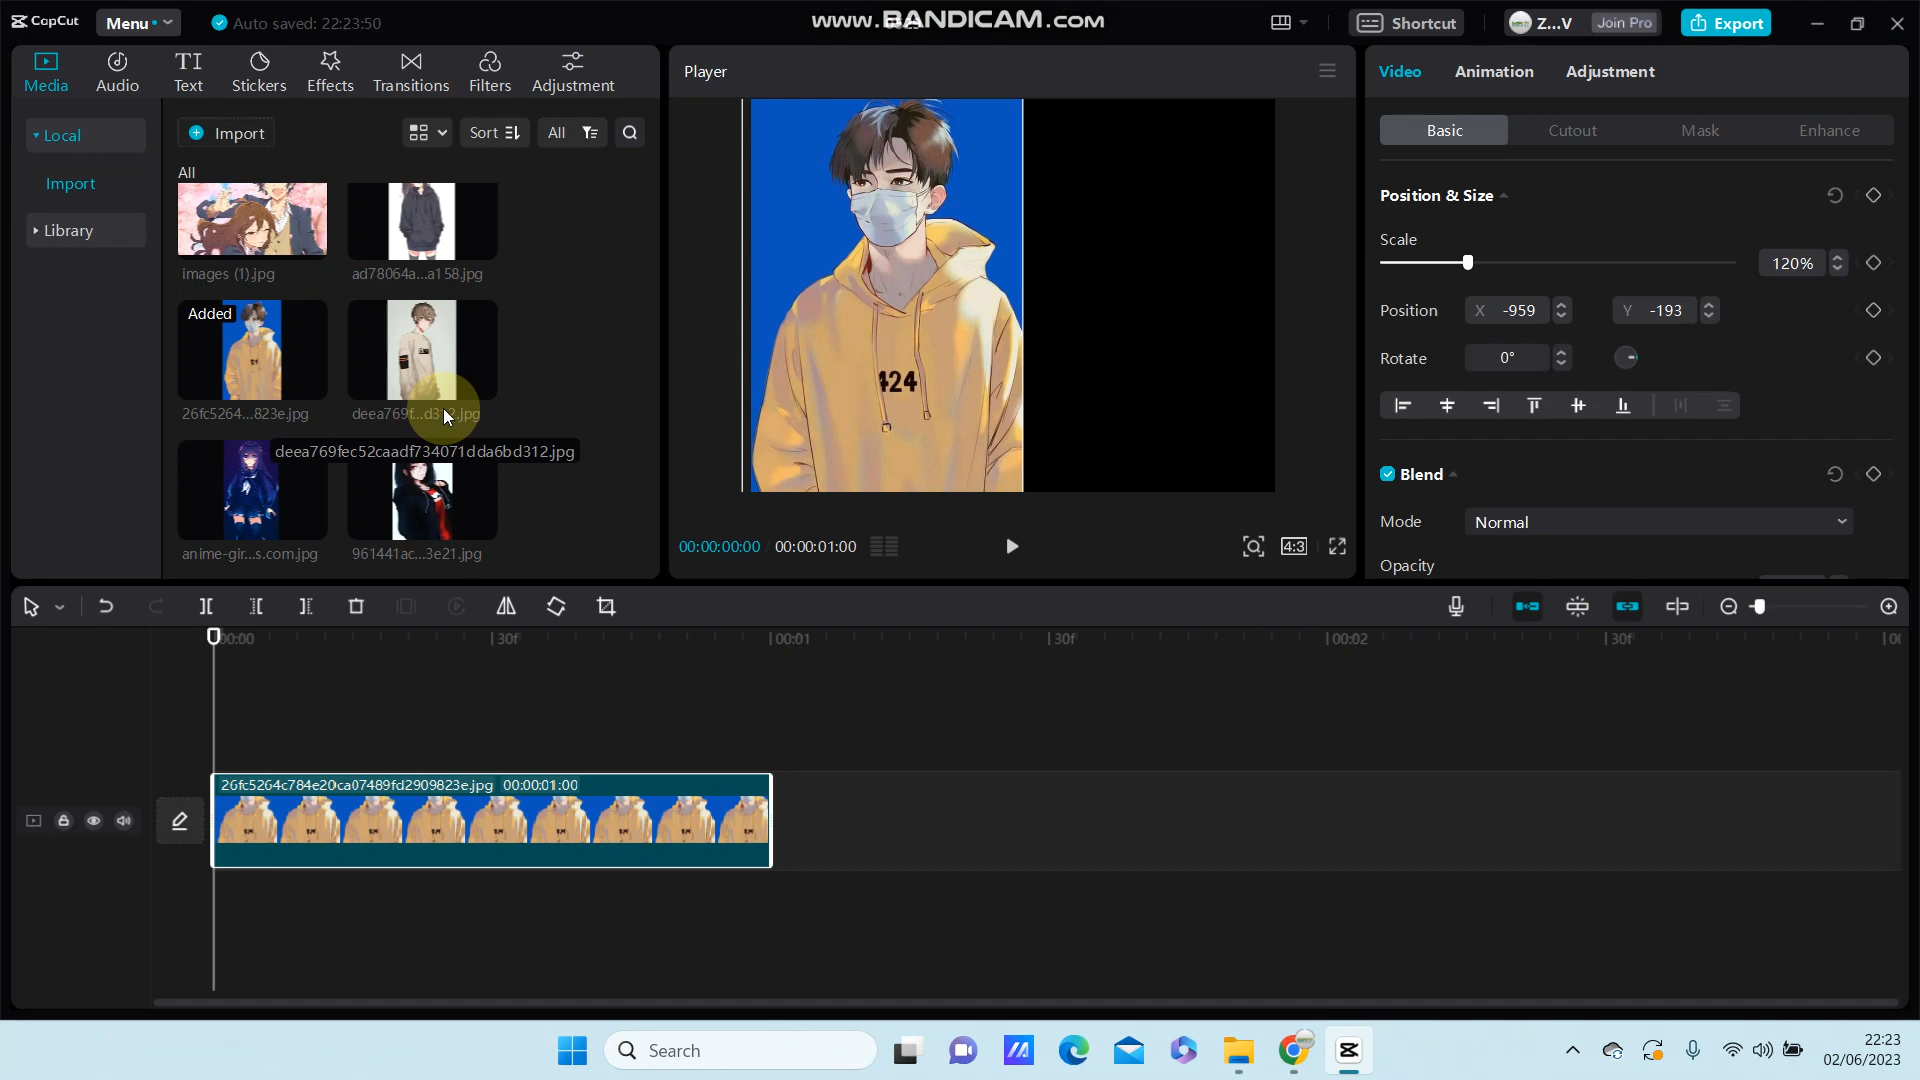 CapCut
Menu
Auto saved: 22:23:50
www.BANDICAM.com
Shortcut
Z...V
Join Pro
Export
Media
Audio
Text
Stickers
Effects
Transitions
Filters
Adjustment
Local
Import
Library
Import
Sort
All
All
images (1).jpg
ad78064a...a158.jpg
Added
26fc5264...823e.jpg
deea769f...d312.jpg
deea769fec52caadf734071dda6bd312.jpg
anime-gir...s.com.jpg
961441ac...3e21.jpg
Player
424
00:00:00:00
00:00:01:00
4:3
Video
Animation
Adjustment
Basic
Cutout
Mask
Enhance
Position & Size
Scale
120%
Position
X -959
Y -193
Rotate
0°
Blend
Mode
Normal
Opacity
00:00
30f
00:01
30f
00:02
30f
26fc5264c784e20ca07489fd2909823e.jpg 00:00:01:00
Search
22:23
02/06/2023